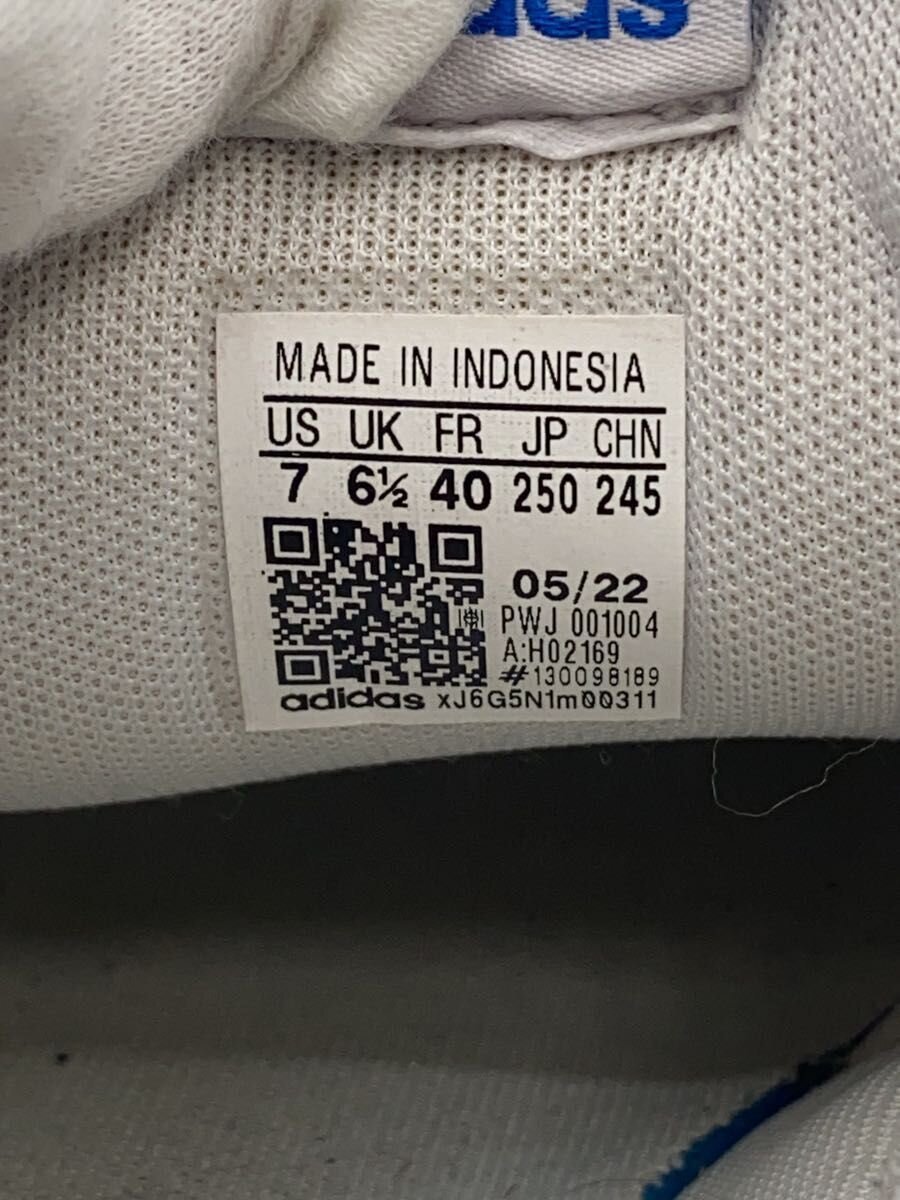 das
MADE IN INDONESIA
US UK FR JP CHN
7 6½ 40 250 245
05/22
PWJ 001004
A:H02169
#130098189
adidas xJ6G5N1m00311